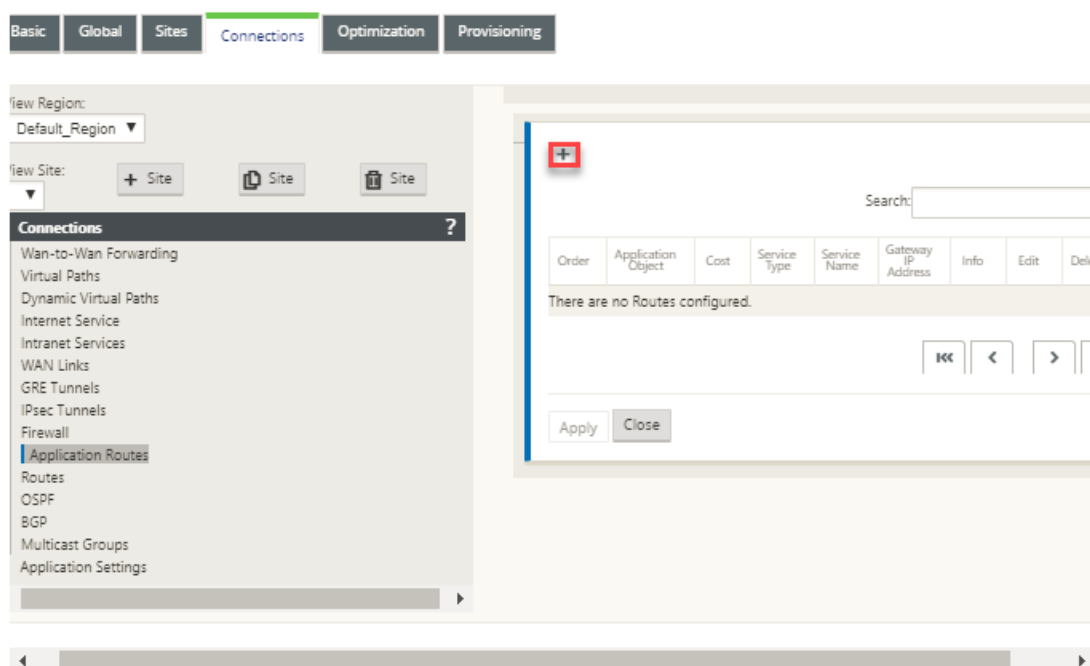 Basic Global Sites Connections Optimization Provisioning
View Region:
Default_Region
View Site:
+ Site Site Site
Connections ?
Wan-to-Wan Forwarding
Virtual Paths
Dynamic Virtual Paths
Internet Service
Intranet Services
WAN Links
GRE Tunnels
IPsec Tunnels
Firewall
Application Routes
Routes
OSPF
BGP
Multicast Groups
Application Settings
+
Search:
Order Application Object Cost Service Type Service Name Gateway IP Address Info Edit Del
There are no Routes configured.
Apply Close